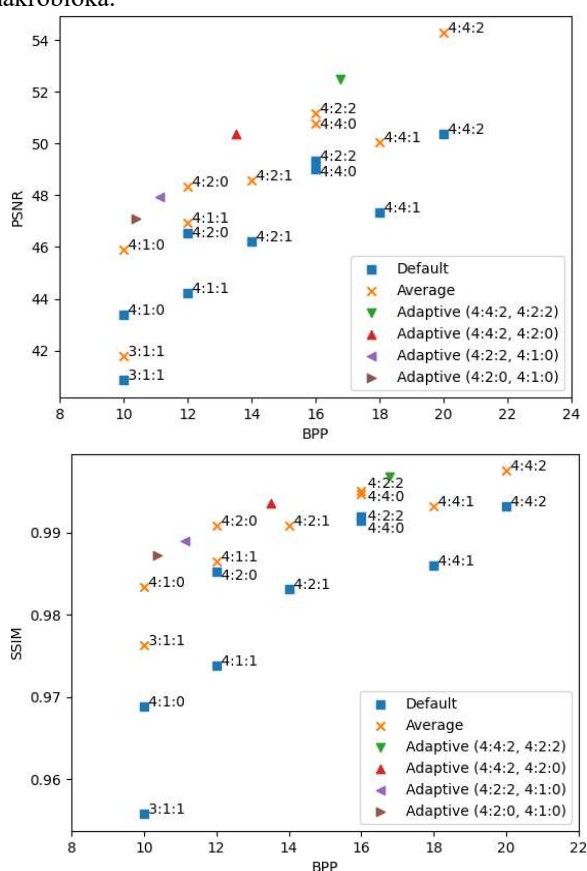 makrobloka.
54
52
50
48
46
44
42
PSNR
4:4:2
4:2:2
4:4:0
4:4:1
4:4:2
4:2:2
4:4:0
4:2:0
4:2:1
4:4:1
4:1:1
4:2:0
4:2:1
4:1:0
4:1:1
4:1:0
3:1:1
3:1:1
Default
Average
Adaptive (4:4:2, 4:2:2)
Adaptive (4:4:2, 4:2:0)
Adaptive (4:2:2, 4:1:0)
Adaptive (4:2:0, 4:1:0)
8 10 12 14 16 18 20 22 24
BPP
0.99
0.98
0.97
0.96
SSIM
4:4:2
4:2:2
4:4:0
4:4:1
4:4:2
4:2:0
4:2:1
4:2:2
4:4:0
4:1:1
4:2:0
4:4:1
4:1:0
4:2:1
3:1:1
4:1:1
4:1:0
3:1:1
Default
Average
Adaptive (4:4:2, 4:2:2)
Adaptive (4:4:2, 4:2:0)
Adaptive (4:2:2, 4:1:0)
Adaptive (4:2:0, 4:1:0)
8 10 12 14 16 18 20 22
BPP